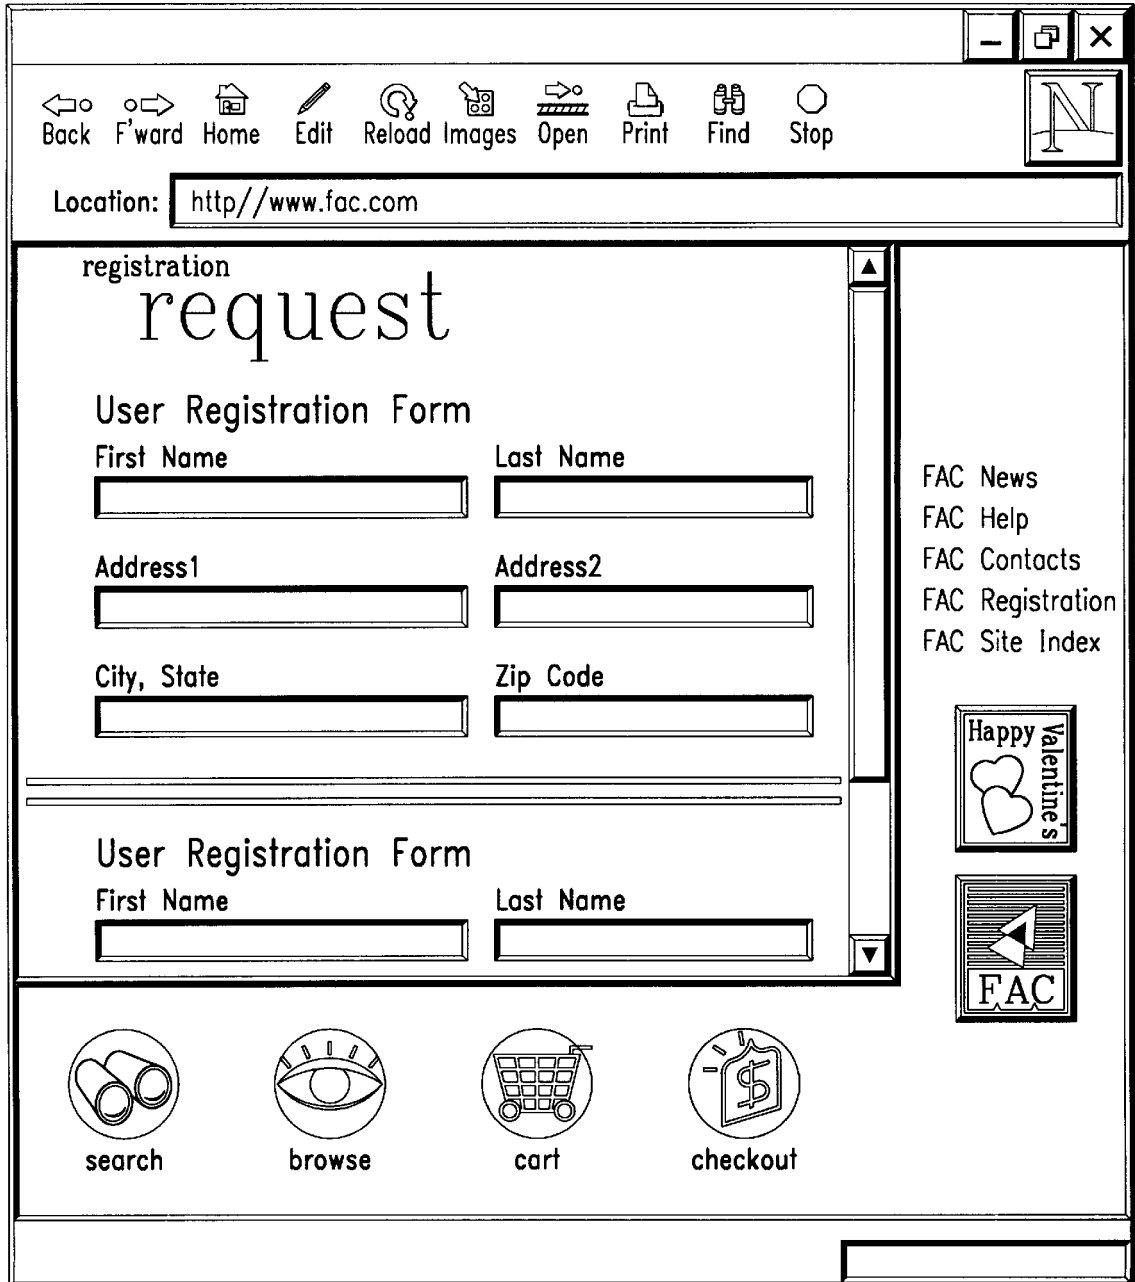 Back F'ward Home Edit Reload Images Open Print Find Stop
N
Location: http//www.fac.com
registration
request
User Registration Form
First Name Last Name
Address1 Address2
City, State Zip Code
User Registration Form
First Name Last Name
FAC News
FAC Help
FAC Contacts
FAC Registration
FAC Site Index
Happy
Valentine's
FAC
$
search browse cart checkout